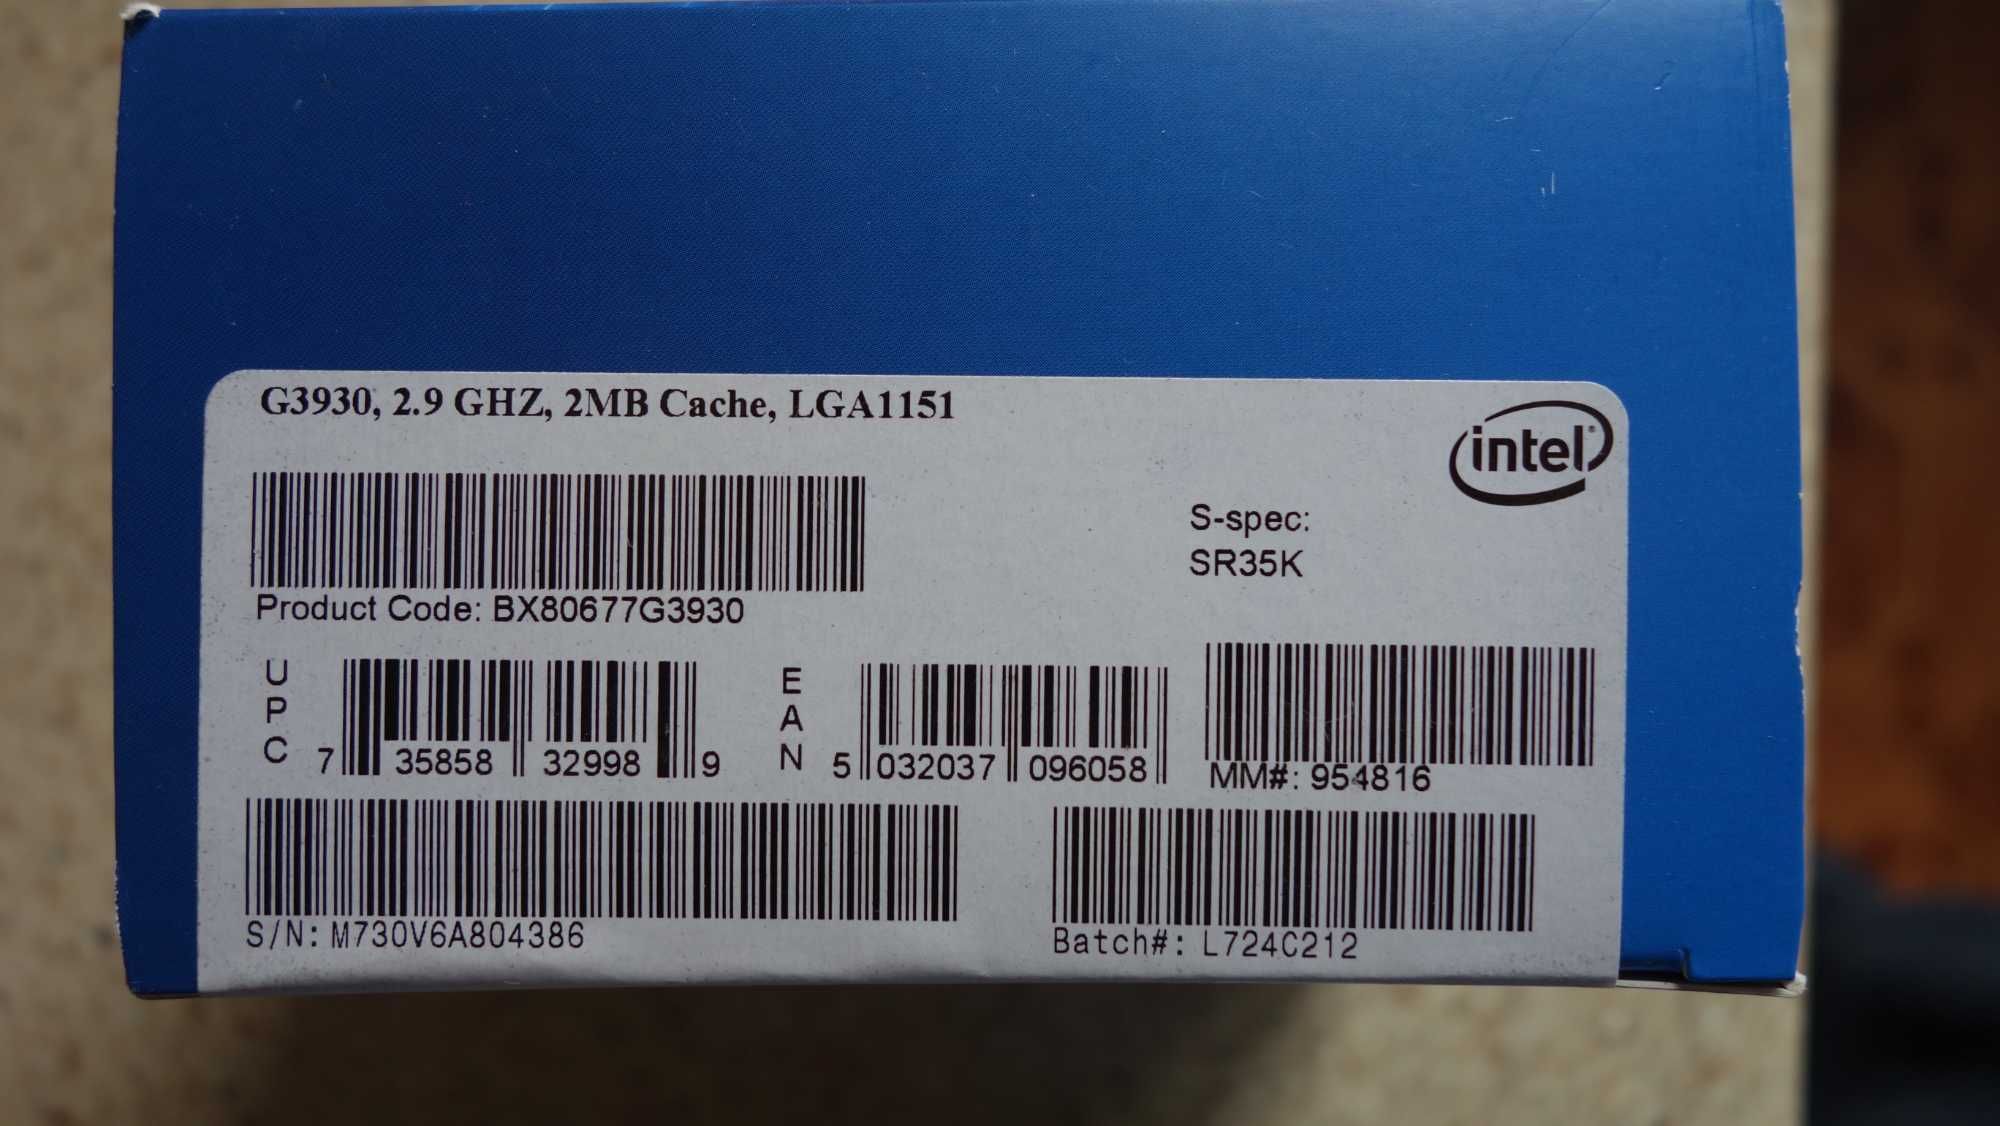 G3930, 2.9 GHZ, 2MB Cache, LGA1151
intel®
S-spec:
SR35K
Product Code: BX80677G3930
UPC 7 35858 32998 9
EAN 5 032037 096058
MM#: 954816
S/N: M730V6A804386
Batch#: L724C212